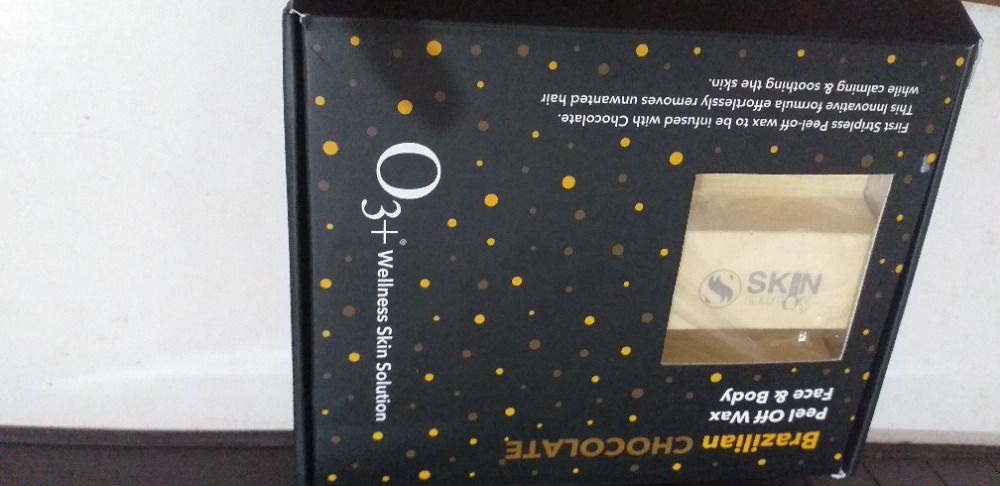 Brazilian CHOCOLATE
Peel Off Wax
Face & Body
SKIN
O3+® Wellness Skin Solution
First Stripless Peel-off wax to be infused with Chocolate.
This Innovative formula effortlessly removes unwanted hair
while calming & soothing the skin.